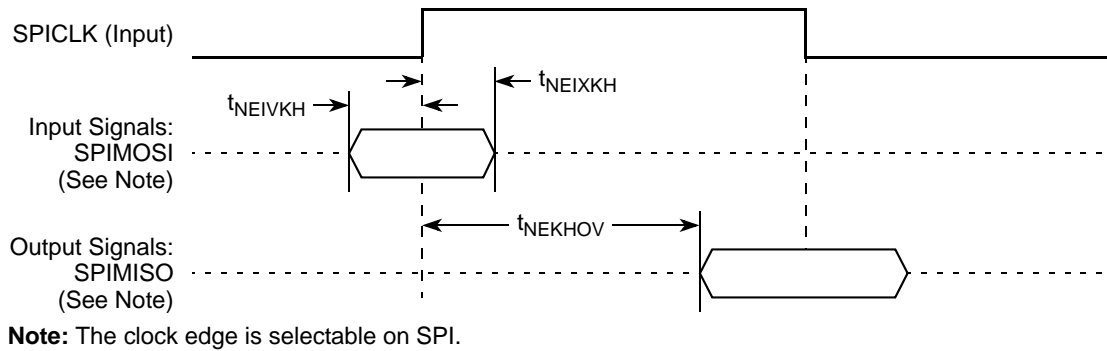 SPICLK (Input)
tNEIXKH
tNEIVKH
Input Signals:
SPIMOSI
(See Note)
tNEKHOV
Output Signals:
SPIMISO
(See Note)
Note: The clock edge is selectable on SPI.